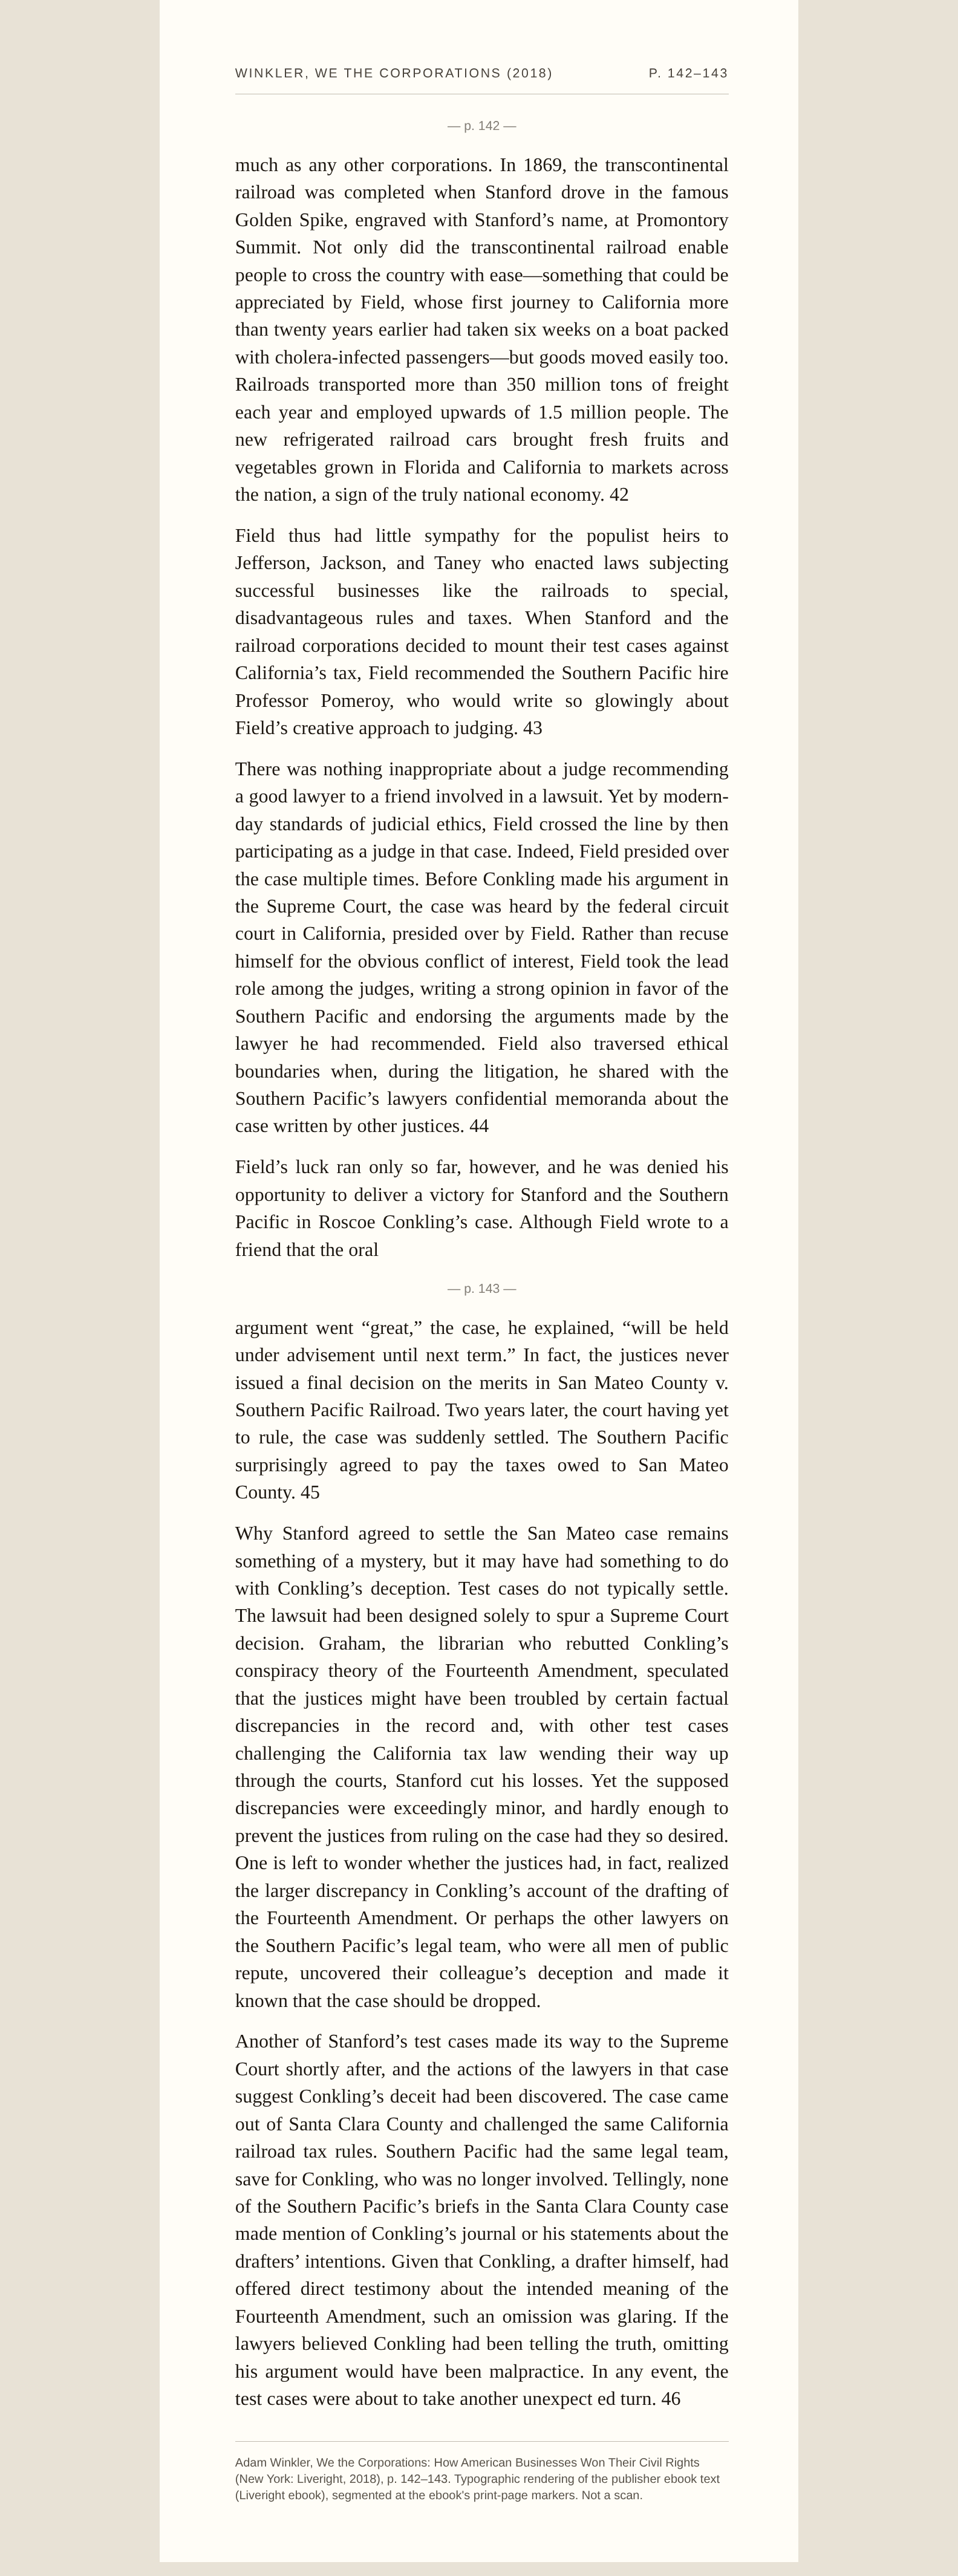 WINKLER, WE THE CORPORATIONS (2018) P. 142–143
— p. 142 —
much as any other corporations. In 1869, the transcontinental
railroad was completed when Stanford drove in the famous
Golden Spike, engraved with Stanford’s name, at Promontory
Summit. Not only did the transcontinental railroad enable
people to cross the country with ease—something that could be
appreciated by Field, whose first journey to California more
than twenty years earlier had taken six weeks on a boat packed
with cholera-infected passengers—but goods moved easily too.
Railroads transported more than 350 million tons of freight
each year and employed upwards of 1.5 million people. The
new refrigerated railroad cars brought fresh fruits and
vegetables grown in Florida and California to markets across
the nation, a sign of the truly national economy. 42
Field thus had little sympathy for the populist heirs to
Jefferson, Jackson, and Taney who enacted laws subjecting
successful businesses like the railroads to special,
disadvantageous rules and taxes. When Stanford and the
railroad corporations decided to mount their test cases against
California’s tax, Field recommended the Southern Pacific hire
Professor Pomeroy, who would write so glowingly about
Field’s creative approach to judging. 43
There was nothing inappropriate about a judge recommending
a good lawyer to a friend involved in a lawsuit. Yet by modern-
day standards of judicial ethics, Field crossed the line by then
participating as a judge in that case. Indeed, Field presided over
the case multiple times. Before Conkling made his argument in
the Supreme Court, the case was heard by the federal circuit
court in California, presided over by Field. Rather than recuse
himself for the obvious conflict of interest, Field took the lead
role among the judges, writing a strong opinion in favor of the
Southern Pacific and endorsing the arguments made by the
lawyer he had recommended. Field also traversed ethical
boundaries when, during the litigation, he shared with the
Southern Pacific’s lawyers confidential memoranda about the
case written by other justices. 44
Field’s luck ran only so far, however, and he was denied his
opportunity to deliver a victory for Stanford and the Southern
Pacific in Roscoe Conkling’s case. Although Field wrote to a
friend that the oral
— p. 143 —
argument went “great,” the case, he explained, “will be held
under advisement until next term.” In fact, the justices never
issued a final decision on the merits in San Mateo County v.
Southern Pacific Railroad. Two years later, the court having yet
to rule, the case was suddenly settled. The Southern Pacific
surprisingly agreed to pay the taxes owed to San Mateo
County. 45
Why Stanford agreed to settle the San Mateo case remains
something of a mystery, but it may have had something to do
with Conkling’s deception. Test cases do not typically settle.
The lawsuit had been designed solely to spur a Supreme Court
decision. Graham, the librarian who rebutted Conkling’s
conspiracy theory of the Fourteenth Amendment, speculated
that the justices might have been troubled by certain factual
discrepancies in the record and, with other test cases
challenging the California tax law wending their way up
through the courts, Stanford cut his losses. Yet the supposed
discrepancies were exceedingly minor, and hardly enough to
prevent the justices from ruling on the case had they so desired.
One is left to wonder whether the justices had, in fact, realized
the larger discrepancy in Conkling’s account of the drafting of
the Fourteenth Amendment. Or perhaps the other lawyers on
the Southern Pacific’s legal team, who were all men of public
repute, uncovered their colleague’s deception and made it
known that the case should be dropped.
Another of Stanford’s test cases made its way to the Supreme
Court shortly after, and the actions of the lawyers in that case
suggest Conkling’s deceit had been discovered. The case came
out of Santa Clara County and challenged the same California
railroad tax rules. Southern Pacific had the same legal team,
save for Conkling, who was no longer involved. Tellingly, none
of the Southern Pacific’s briefs in the Santa Clara County case
made mention of Conkling’s journal or his statements about the
drafters’ intentions. Given that Conkling, a drafter himself, had
offered direct testimony about the intended meaning of the
Fourteenth Amendment, such an omission was glaring. If the
lawyers believed Conkling had been telling the truth, omitting
his argument would have been malpractice. In any event, the
test cases were about to take another unexpect ed turn. 46
Adam Winkler, We the Corporations: How American Businesses Won Their Civil Rights
(New York: Liveright, 2018), p. 142–143. Typographic rendering of the publisher ebook text
(Liveright ebook), segmented at the ebook's print-page markers. Not a scan.